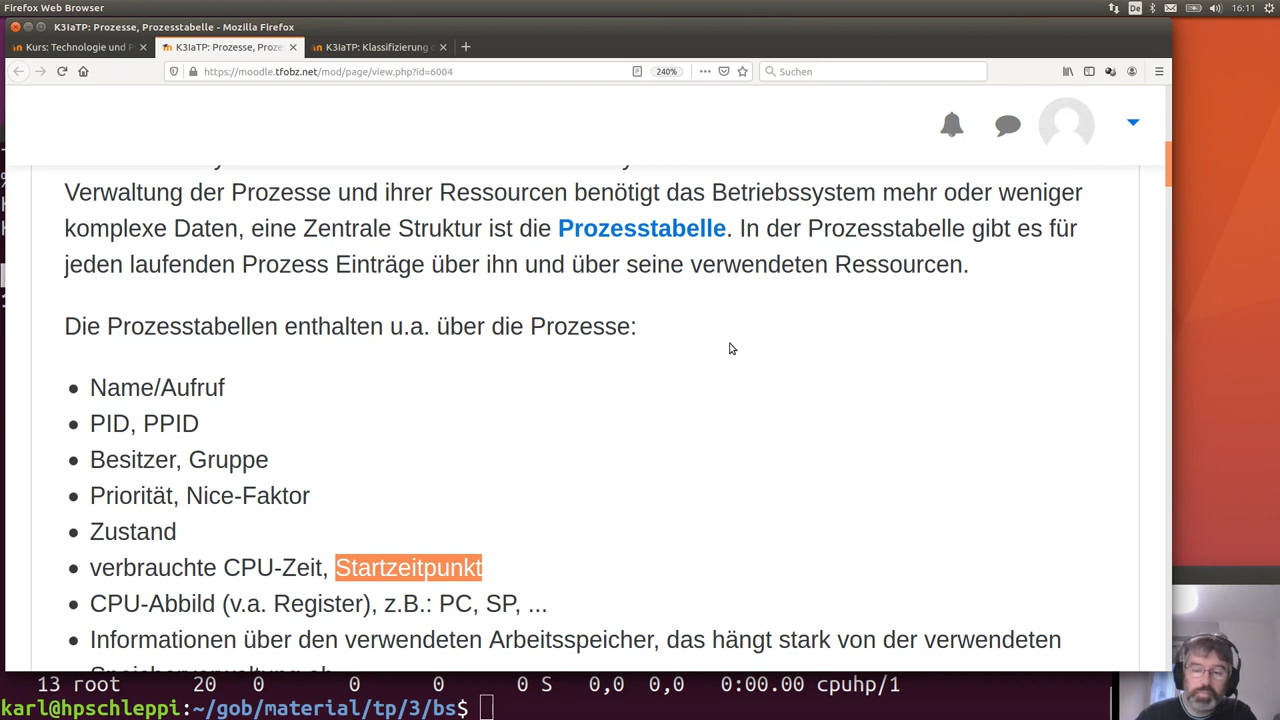 Firefox Web Browser
De
16:11
K3IaTP: Prozesse, Prozesstabelle - Mozilla Firefox
Kurs: Technologie und P
K3IaTP: Prozesse, Proze
K3IaTP: Klassifizierung
https://moodle.tfobz.net/mod/page/view.php?id=6004
240%
Suchen
Verwaltung der Prozesse und ihrer Ressourcen benötigt das Betriebssystem mehr oder weniger
komplexe Daten, eine Zentrale Struktur ist die Prozesstabelle. In der Prozesstabelle gibt es für
jeden laufenden Prozess Einträge über ihn und über seine verwendeten Ressourcen.
Die Prozesstabellen enthalten u.a. über die Prozesse:
• Name/Aufruf
• PID, PPID
• Besitzer, Gruppe
• Priorität, Nice-Faktor
• Zustand
• verbrauchte CPU-Zeit, Startzeitpunkt
• CPU-Abbild (v.a. Register), z.B.: PC, SP, ...
• Informationen über den verwendeten Arbeitsspeicher, das hängt stark von der verwendeten
13 root 20 0 0 0 0 S 0,0 0,0 0:00.00 cpuhp/1
karl@hpschleppi:~/gob/material/tp/3/bs$